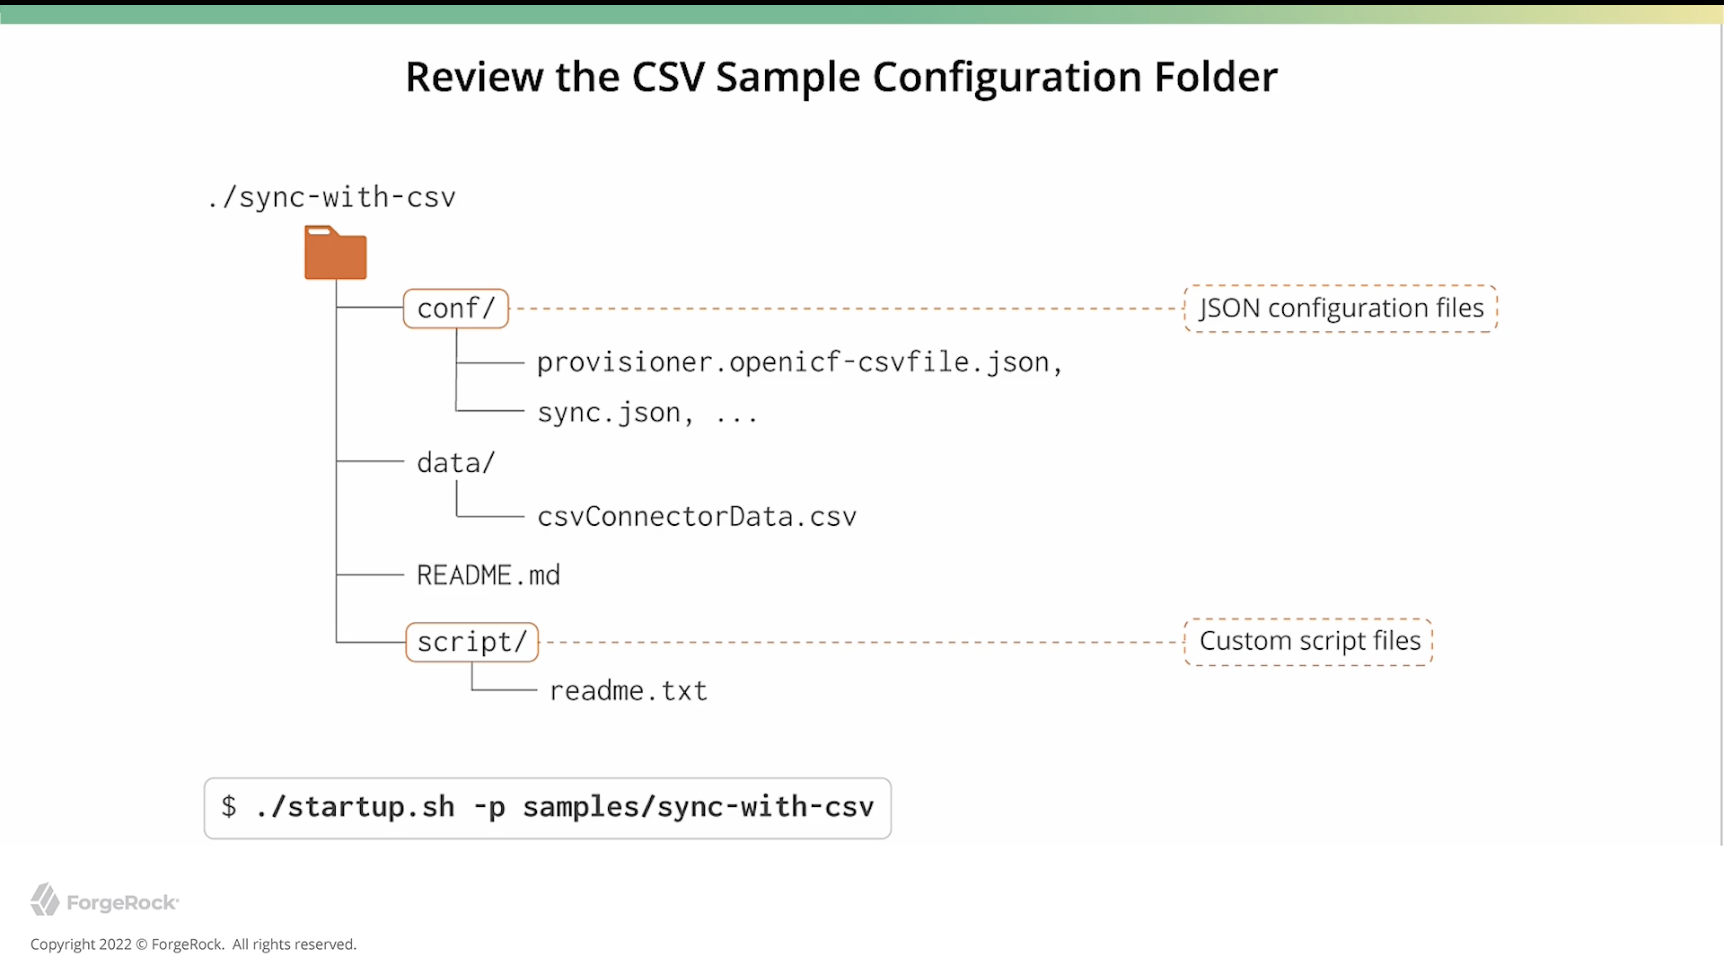 Review the CSV Sample Configuration Folder
./sync-with-csv
conf/
JSON configuration files
provisioner.openicf-csvfile.json,
sync.json, ...
data/
csvConnectorData.csv
README.md
script/
Custom script files
readme.txt
$ ./startup.sh -p samples/sync-with-csv
ForgeRock
Copyright 2022 © ForgeRock. All rights reserved.